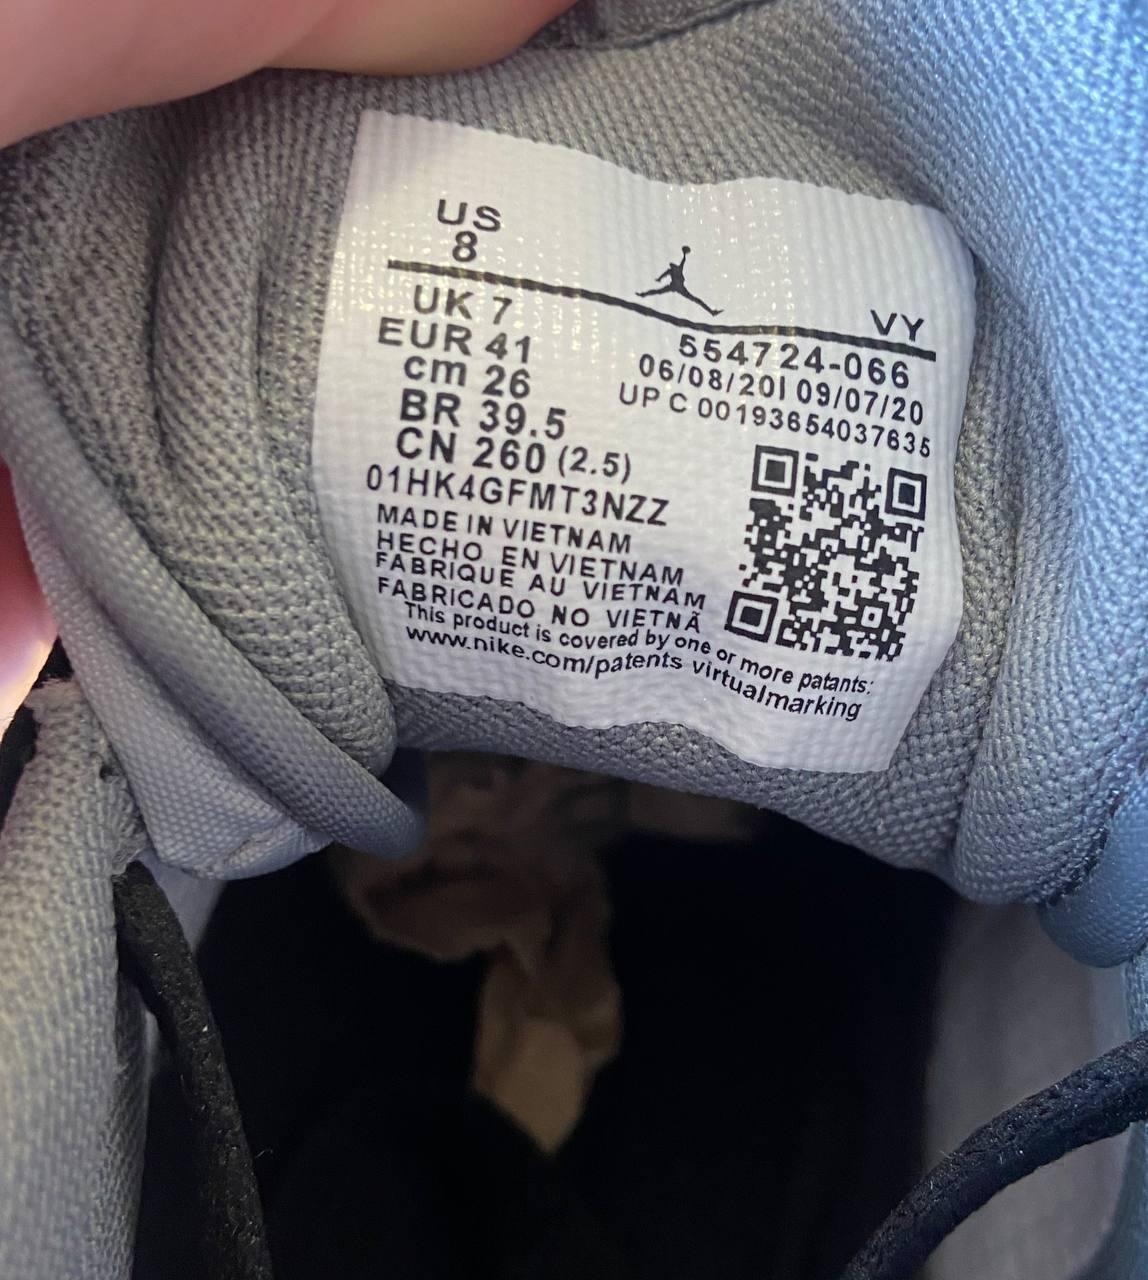 US
8
UK 7
EUR 41
cm 26
BR 39.5
CN 260 (2.5)
01HK4GFMT3NZZ
VY
554724-066
06/08/20| 09/07/20
UPC 00193654037635
MADE IN VIETNAM
HECHO EN VIETNAM
FABRIQUE AU VIETNAM
FABRICADO NO VIETNÃ
This product is covered by one or more patants:
www.nike.com/patents virtualmarking